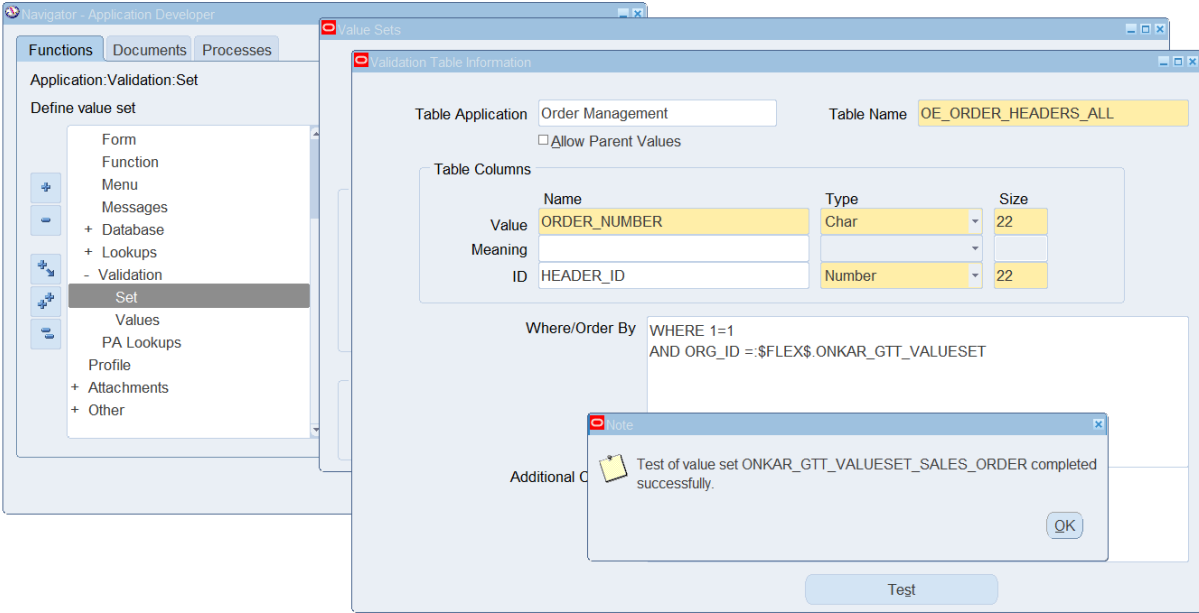 Navigator - Application Developer
Functions
Documents
Processes
Application:Validation:Set
Define value set
Form
Function
Menu
Messages
+ Database
+ Lookups
- Validation
Set
Values
PA Lookups
Profile
+ Attachments
+ Other
Value Sets
Validation Table Information
Table Application Order Management
Table Name OE_ORDER_HEADERS_ALL
Allow Parent Values
Table Columns
Name Type Size
Value ORDER_NUMBER Char 22
Meaning
ID HEADER_ID Number 22
Where/Order By
WHERE 1=1
AND ORG_ID =:$FLEX$.ONKAR_GTT_VALUESET
Additional C
Note
Test of value set ONKAR_GTT_VALUESET_SALES_ORDER completed
successfully.
OK
Test